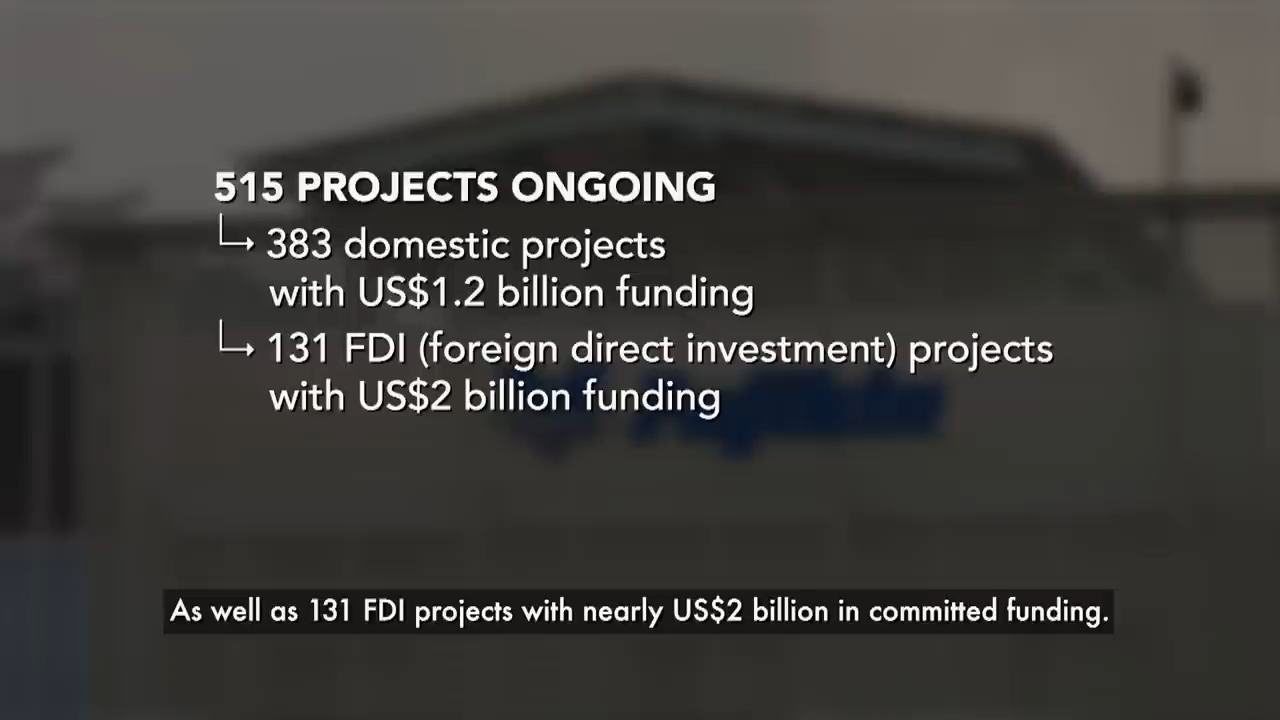 515 PROJECTS ONGOING
383 domestic projects
with US$1.2 billion funding
131 FDI (foreign direct investment) projects
with US$2 billion funding
As well as 131 FDI projects with nearly US$2 billion in committed funding.